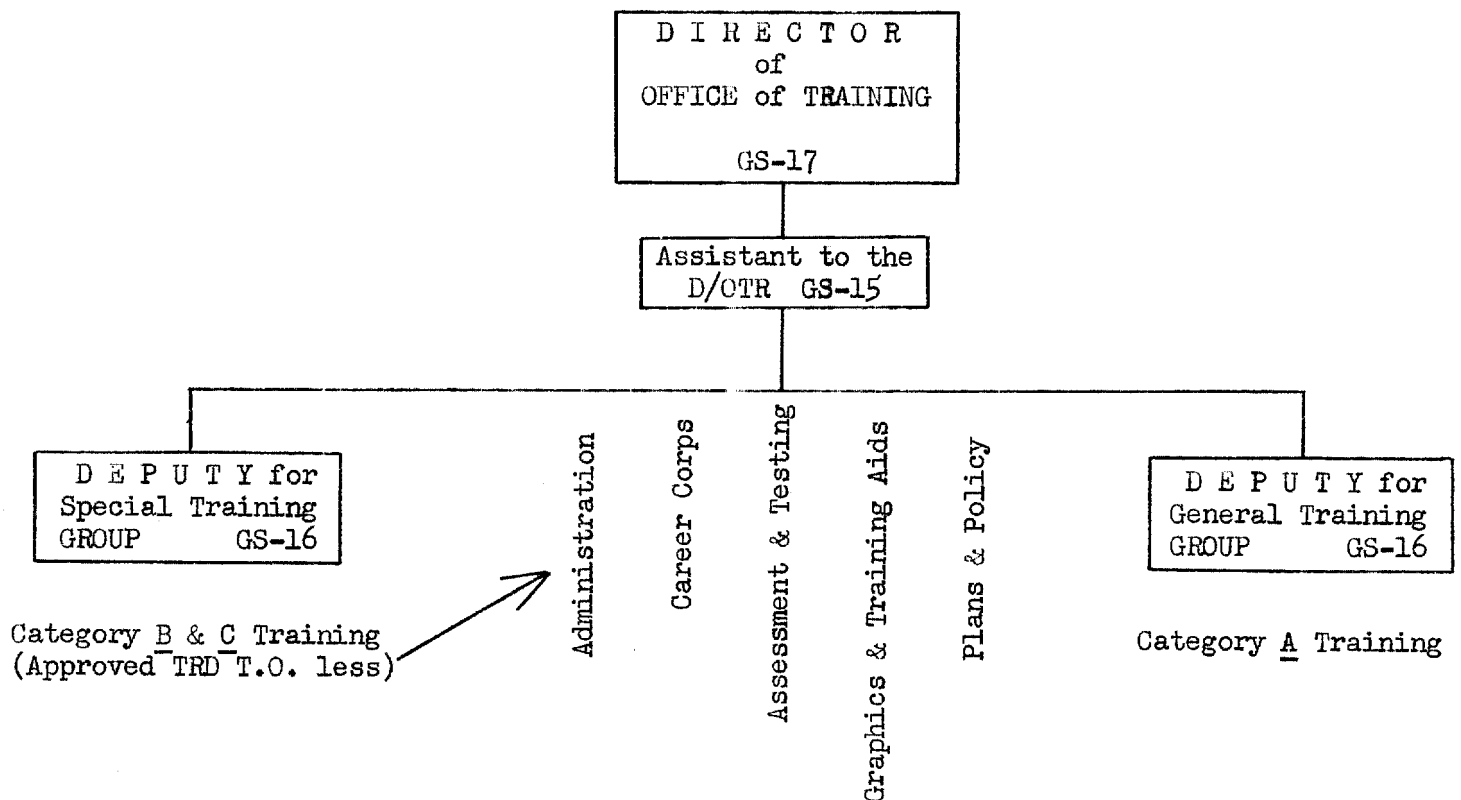 D I R E C T O R
of
OFFICE of TRAINING
GS-17
Assistant to the
D/OTR GS-15
D E P U T Y for
Special Training
GROUP GS-16
Category B & C Training
(Approved TRD T.O. less)
Administration
Career Corps
Assessment & Testing
Graphics & Training Aids
Plans & Policy
D E P U T Y for
General Training
GROUP GS-16
Category A Training